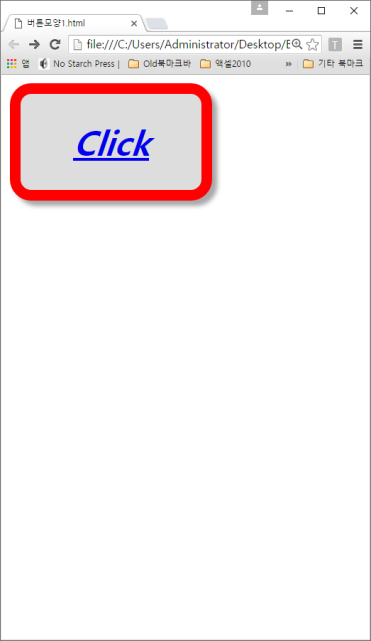 버튼모양1.html
file:///C:/Users/Administrator/Desktop/E
앱 No Starch Press | Old북마크바 엑셀2010 » 기타 북마크
Click